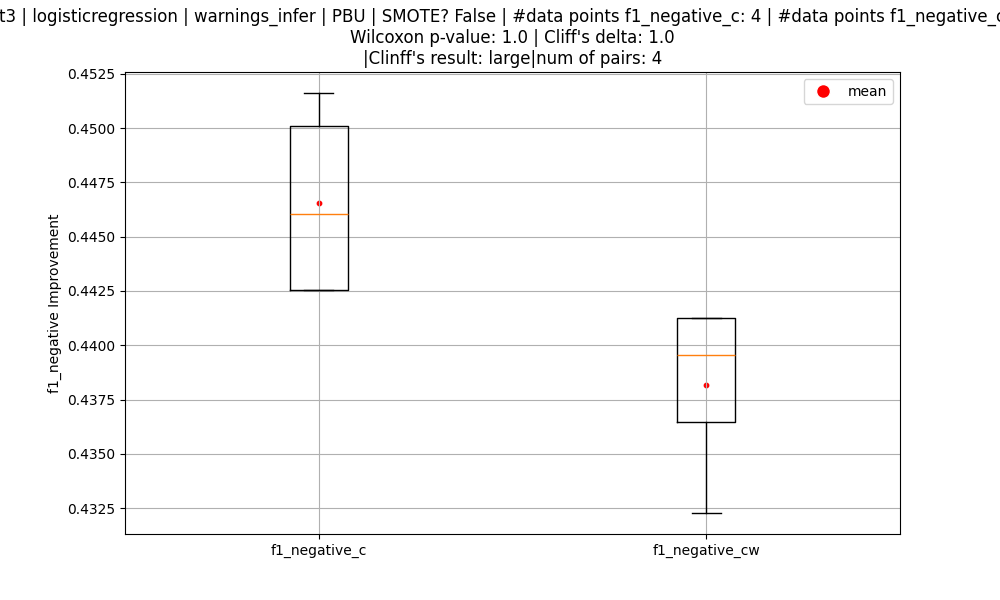 t3 | logisticregression | warnings_infer | PBU | SMOTE? False | #data points f1_negative_c: 4 | #data points f1_negative_c
Wilcoxon p-value: 1.0 | Cliff's delta: 1.0
|Clinff's result: large|num of pairs: 4
mean
f1_negative Improvement
0.4525
0.4500
0.4475
0.4450
0.4425
0.4400
0.4375
0.4350
0.4325
f1_negative_c
f1_negative_cw